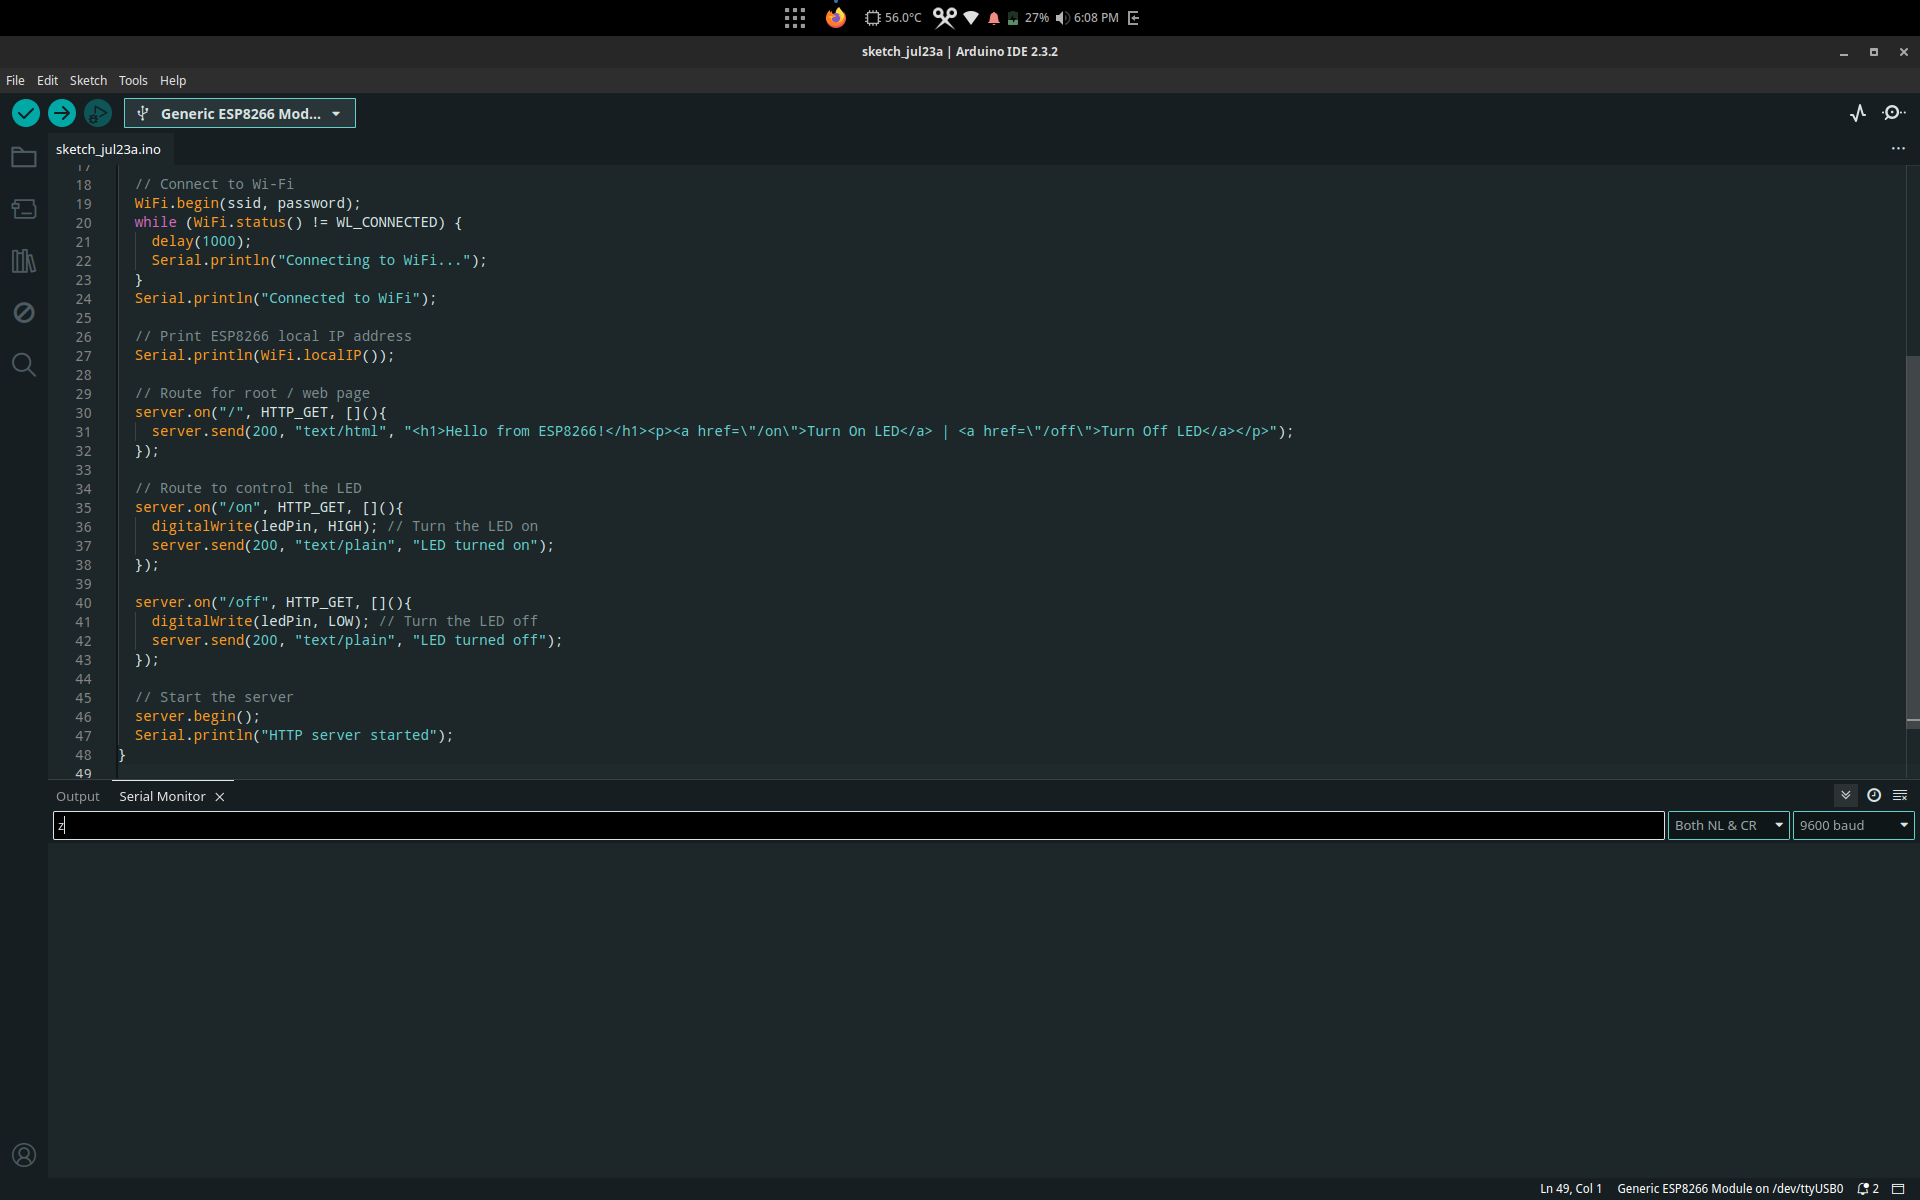 56.0°C 27% 6:08 PM
sketch_jul23a | Arduino IDE 2.3.2
File Edit Sketch Tools Help
Generic ESP8266 Mod...
sketch_jul23a.ino
17
18 // Connect to Wi-Fi
19 WiFi.begin(ssid, password);
20 while (WiFi.status() != WL_CONNECTED) {
21 delay(1000);
22 Serial.println("Connecting to WiFi...");
23 }
24 Serial.println("Connected to WiFi");
25
26 // Print ESP8266 local IP address
27 Serial.println(WiFi.localIP());
28
29 // Route for root / web page
30 server.on("/", HTTP_GET, [](){
31 server.send(200, "text/html", "<h1>Hello from ESP8266!</h1><p><a href=\"/on\">Turn On LED</a> | <a href=\"/off\">Turn Off LED</a></p>");
32 });
33
34 // Route to control the LED
35 server.on("/on", HTTP_GET, [](){
36 digitalWrite(ledPin, HIGH); // Turn the LED on
37 server.send(200, "text/plain", "LED turned on");
38 });
39
40 server.on("/off", HTTP_GET, [](){
41 digitalWrite(ledPin, LOW); // Turn the LED off
42 server.send(200, "text/plain", "LED turned off");
43 });
44
45 // Start the server
46 server.begin();
47 Serial.println("HTTP server started");
48 }
49
Output Serial Monitor
z Both NL & CR 9600 baud
Ln 49, Col 1 Generic ESP8266 Module on /dev/ttyUSB0 2